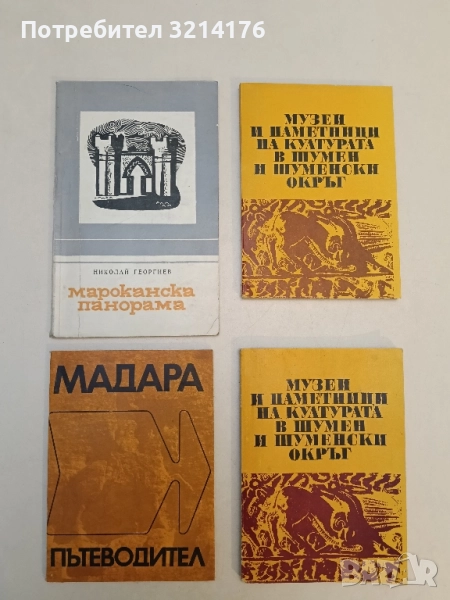 Потребител 3214176
НИКОЛАЙ ГЕОРГИЕВ
мароканска
панорама
МУЗЕИ
И ПАМЕТНИЦИ
НА КУЛТУРАТА
В ШУМЕН
И ШУМЕНСКИ
ОКРЪГ
МАДАРА
ПЪТЕВОДИТЕЛ
МУЗЕИ
И ПАМЕТНИЦИ
НА КУЛТУРАТА
В ШУМЕН
И ШУМЕНСКИ
ОКРЪГ
BAZAR